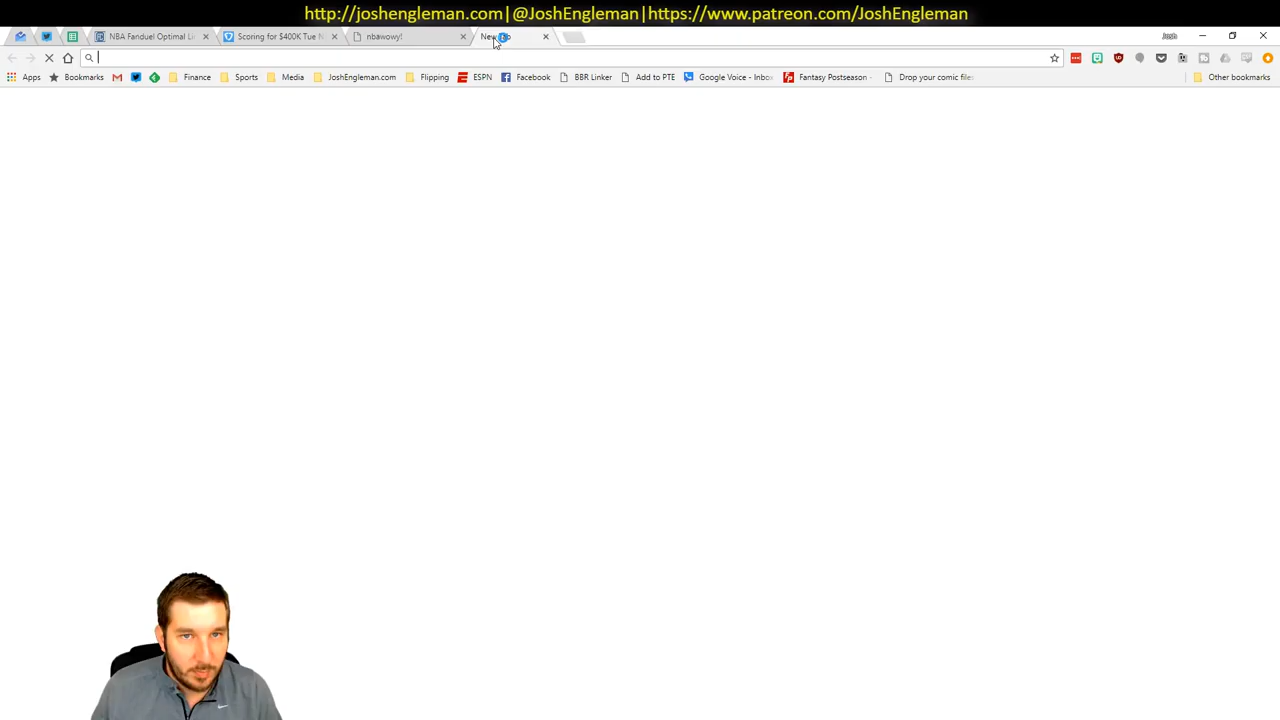 http://joshengleman.com|@JoshEngleman|https://www.patreon.com/JoshEngleman
NBA Fanduel Optimal Li
Scoring for $400K Tue N
nbawowy!
Josh
Apps
Bookmarks
Finance
Sports
Media
JoshEngleman.com
Flipping
ESPN
Facebook
BBR Linker
Add to PTE
Google Voice - Inbox
Fantasy Postseason -
Drop your comic files
Other bookmarks